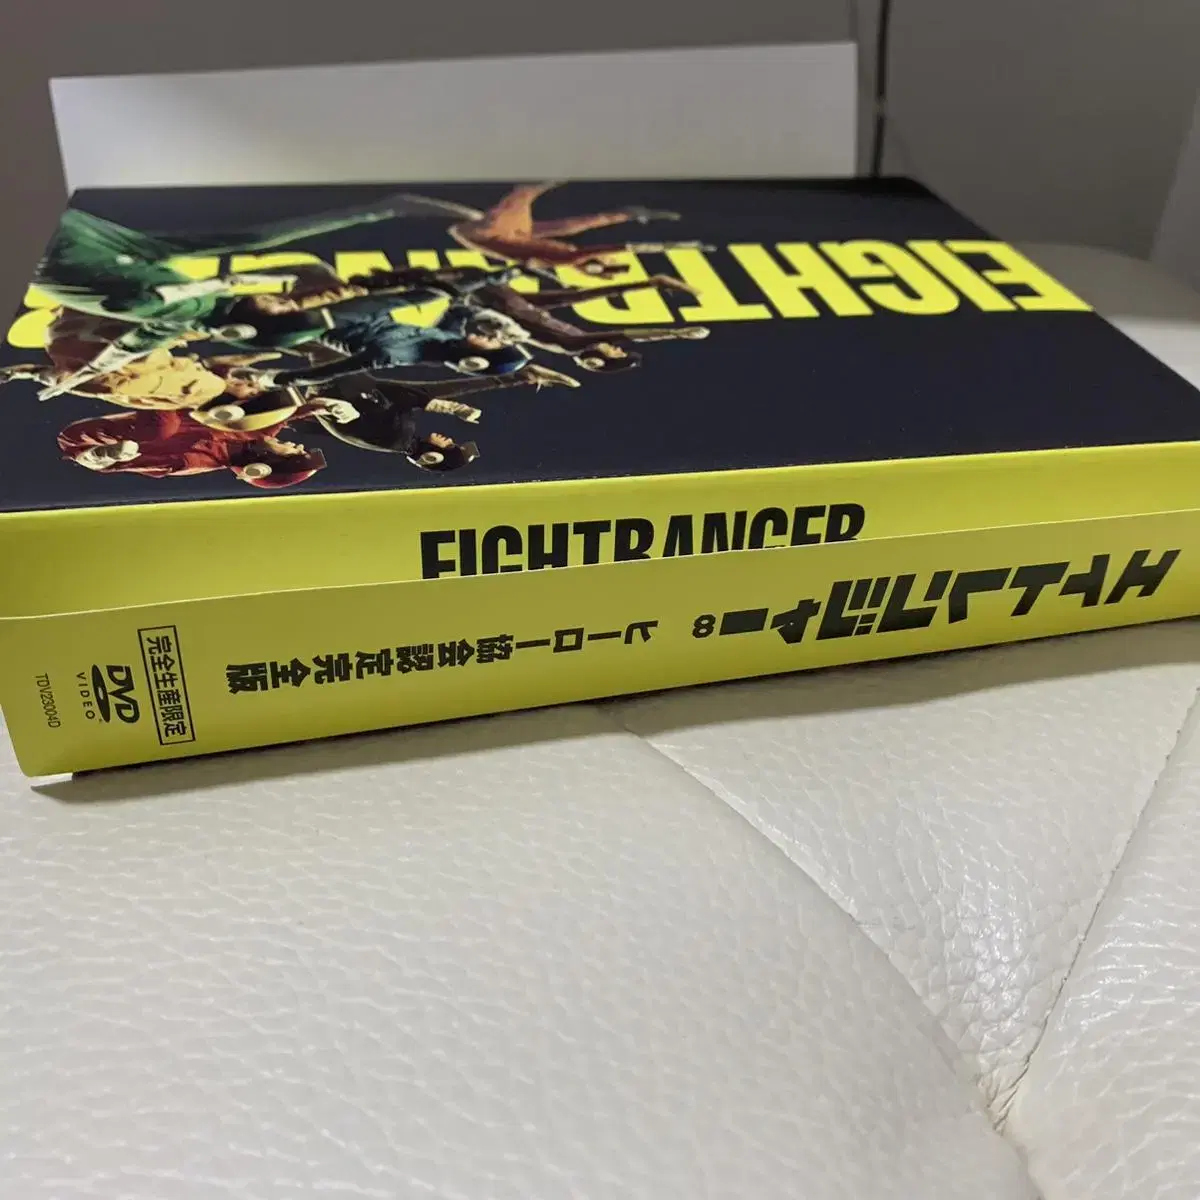 EIGHTRANGER
EIGHTRANGER
エイトレンジャー 8
ヒーロー協会認定完全版
完全生産限定
DVD
VIDEO
TDV23004D